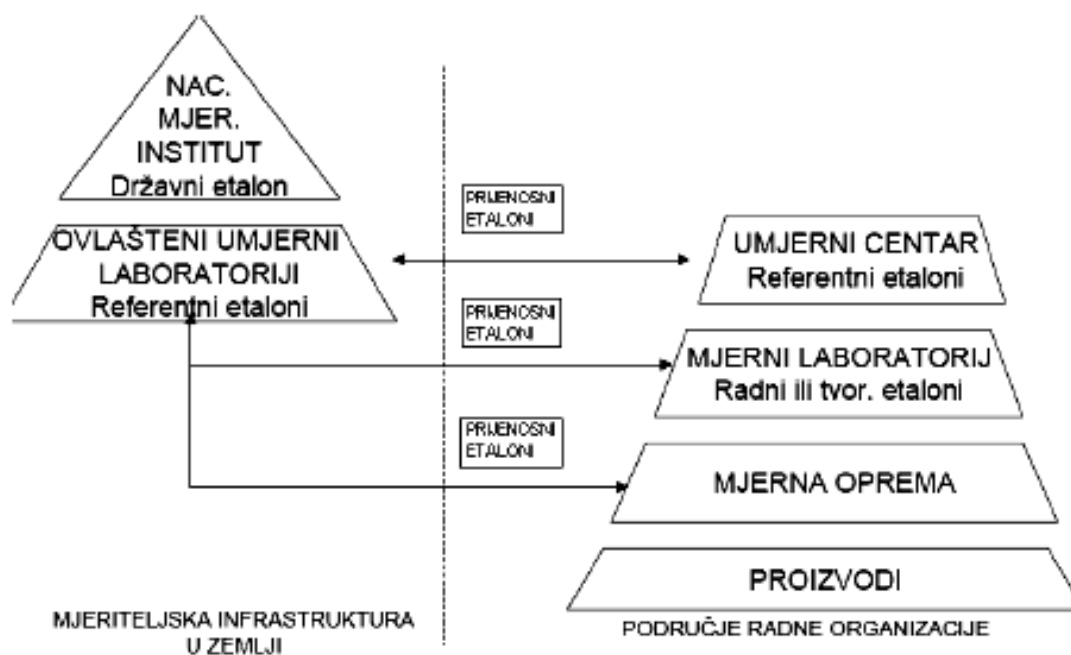 NAC.
MJER.
INSTITUT
Državni etalon
OVLAŠTENI UMJERNI
LABORATORIJI
Referentni etaloni
PRIJENOSNI
ETALONI
PRIJENOSNI
ETALONI
PRIJENOSNI
ETALONI
UMJERNI CENTAR
Referentni etaloni
MJERNI LABORATORIJ
Radni ili tvor. etaloni
MJERNA OPREMA
PROIZVODI
MJERITELJSKA INFRASTRUKTURA
U ZEMLJI
PODRUČJE RADNE ORGANIZACIJE